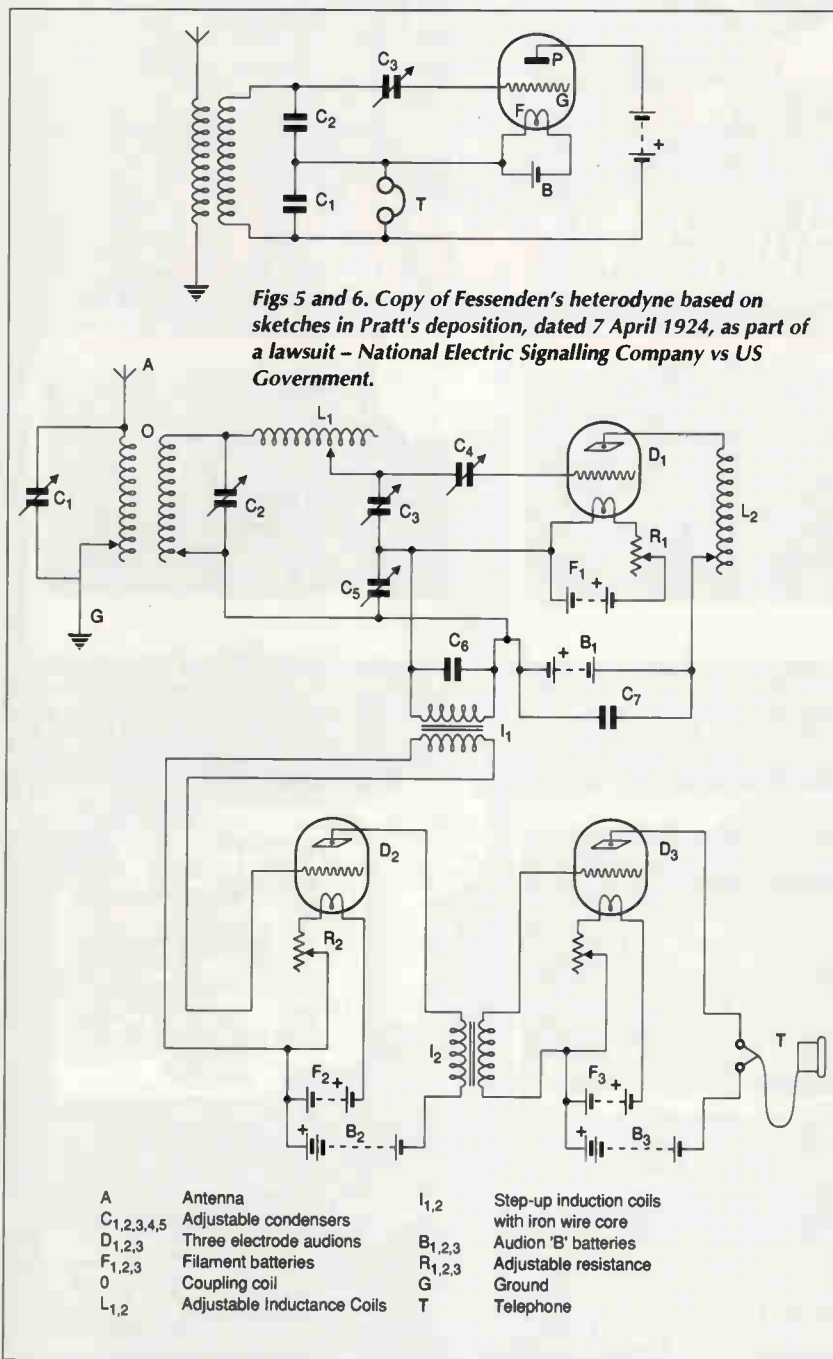 C3
P
G
F
C2
C1
T
B
+
Figs 5 and 6. Copy of Fessenden's heterodyne based on
sketches in Pratt's deposition, dated 7 April 1924, as part of
a lawsuit – National Electric Signalling Company vs US
Government.
A
O
L1
C4
D1
C1
C2
C3
L2
R1
C5
F1 +
G
C6
+ B1
C7
I1
D2
D3
R2
I2
T
F2 +
F3 +
+ B2
+ B3
A Antenna
C1,2,3,4,5 Adjustable condensers
D1,2,3 Three electrode audions
F1,2,3 Filament batteries
0 Coupling coil
L1,2 Adjustable Inductance Coils
I1,2 Step-up induction coils
with iron wire core
B1,2,3 Audion 'B' batteries
R1,2,3 Adjustable resistance
G Ground
T Telephone